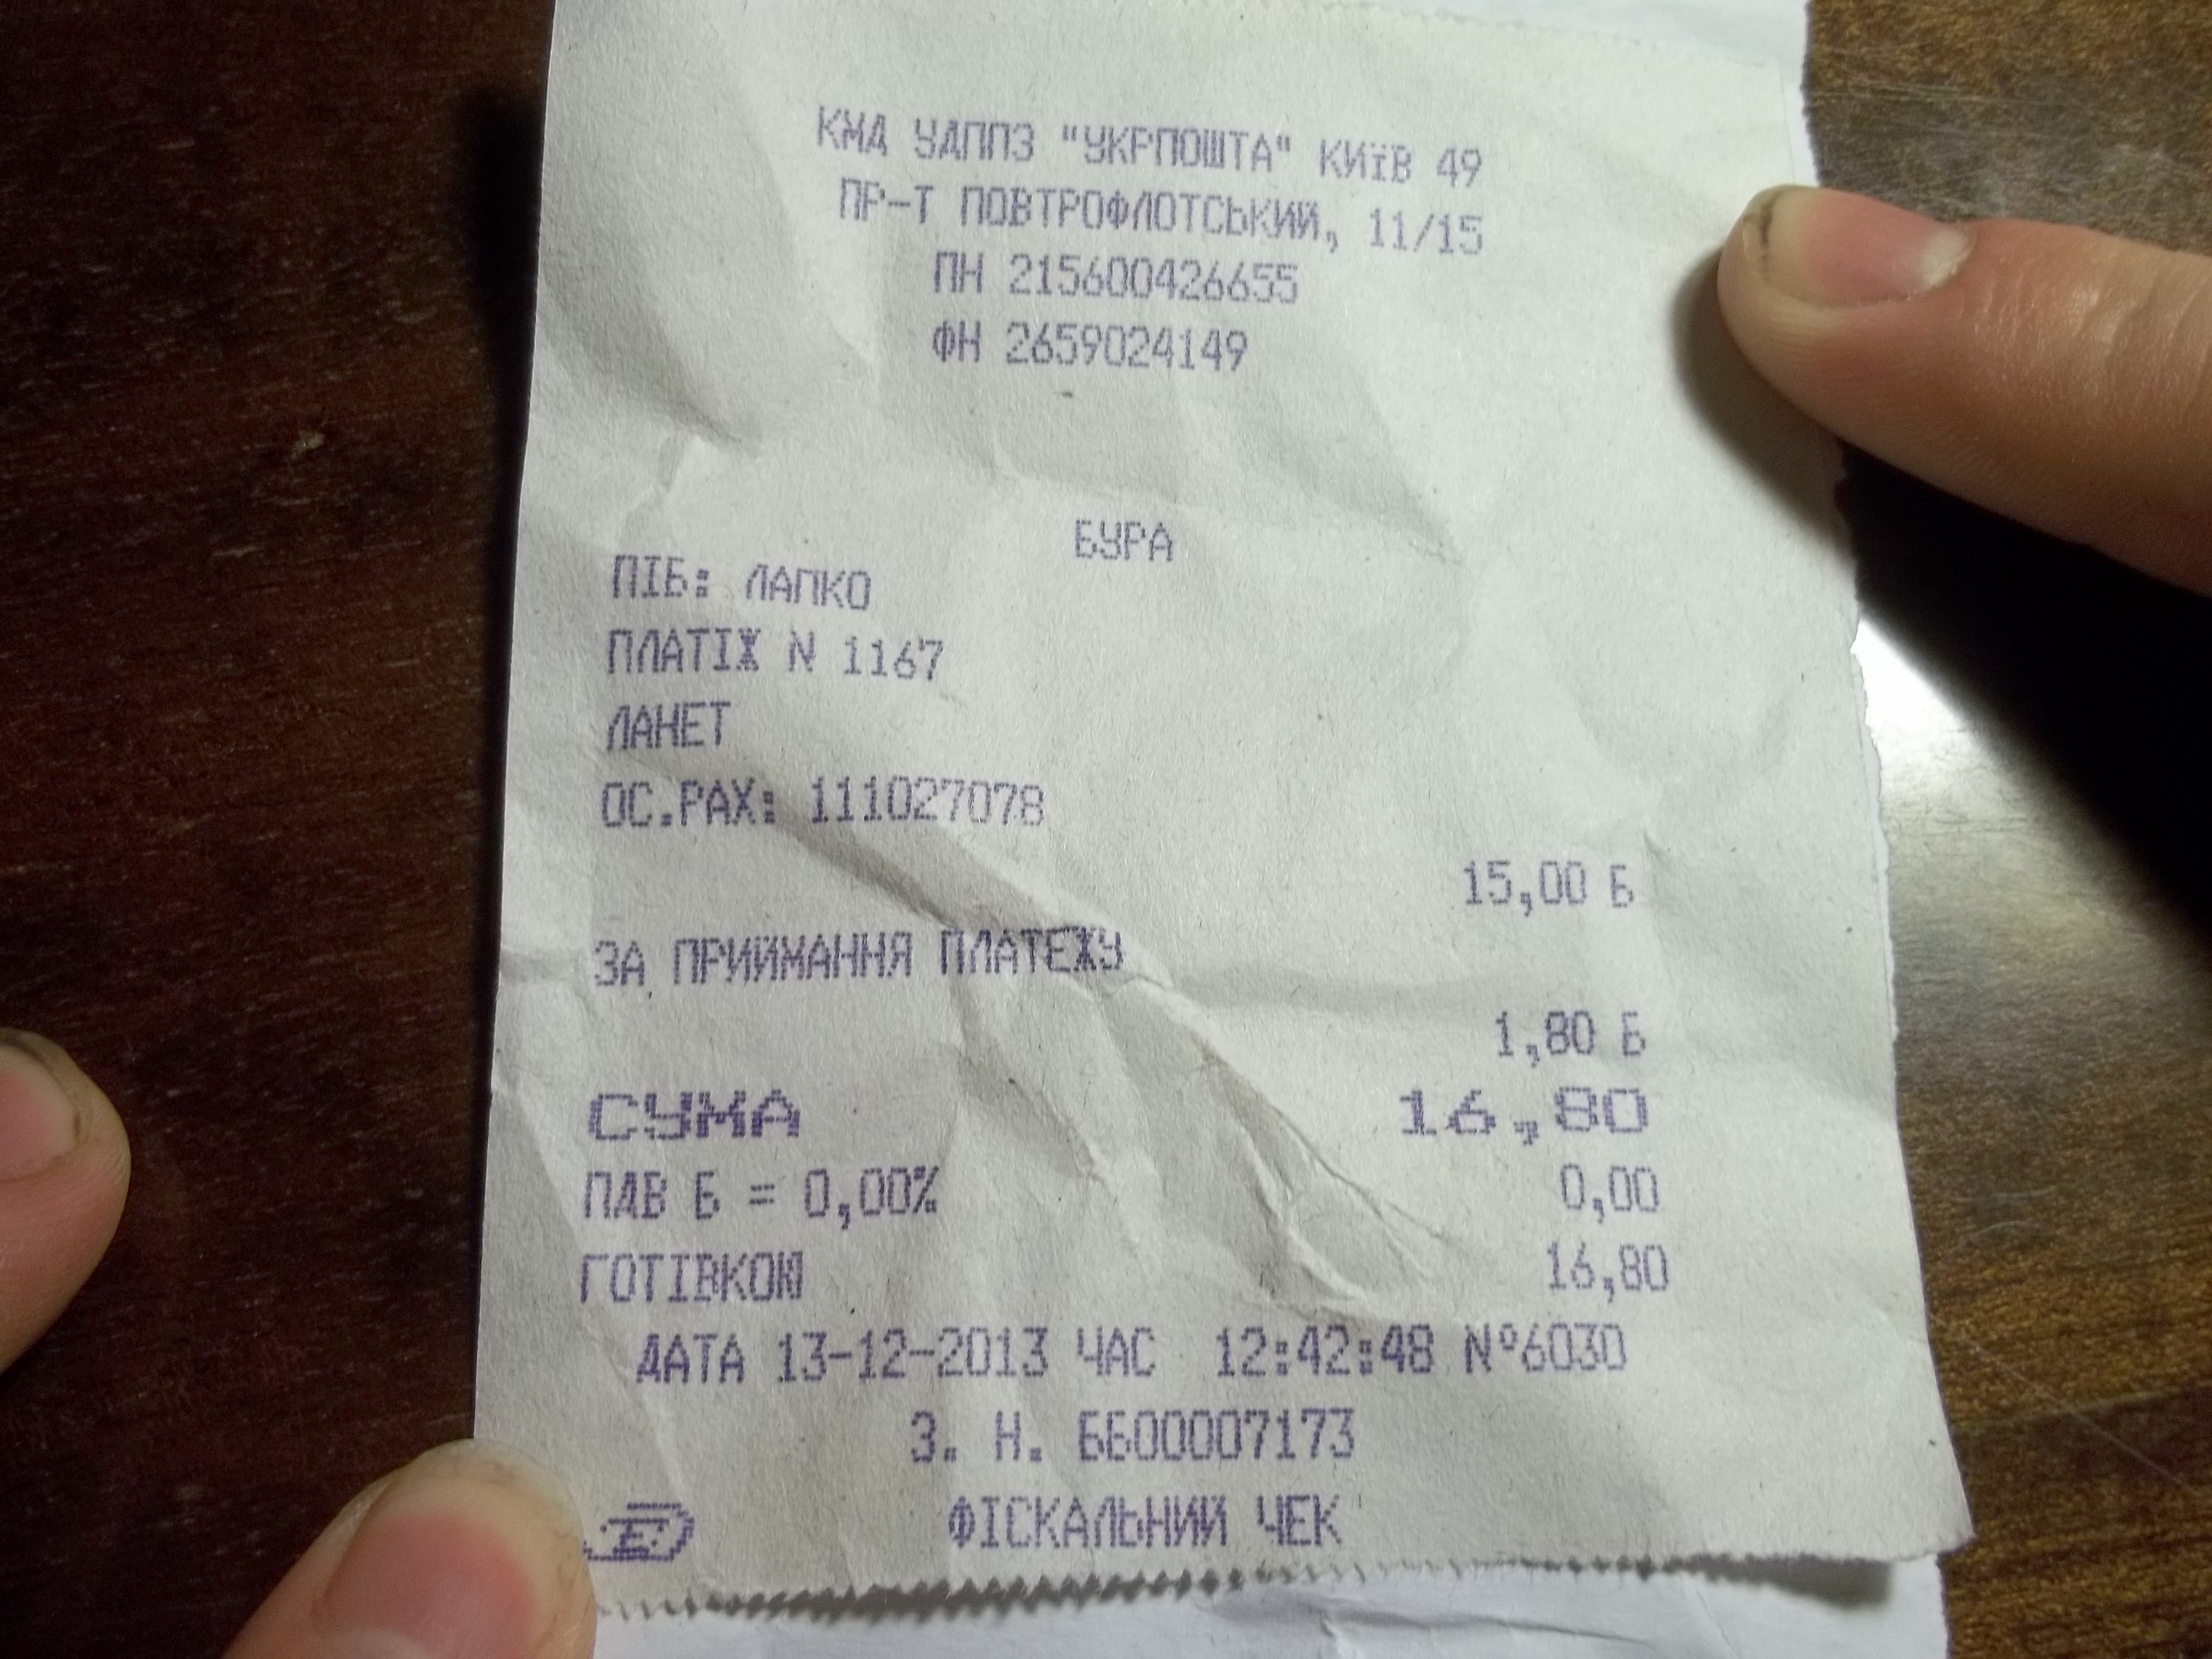 КМД УДППЗ "УКРПОШТА" КИЇВ 49
ПР-Т ПОВТРОФЛОТСЬКИЙ, 11/15
ПН 215600426655
ФН 2659024149
БУРА
ПІБ: ЛАПКО
ПЛАТІЖ N 1167
ЛАНЕТ
ОС.РАХ: 111027078
15,00 Б
ЗА ПРИЙМАННЯ ПЛАТЕЖУ
1,80 Б
СУМА 16,80
ПДВ Б = 0,00% 0,00
ГОТІВКОЮ 16,80
ДАТА 13-12-2013 ЧАС 12:42:48 №6030
З. Н. ББ00007173
ФІСКАЛЬНИЙ ЧЕК